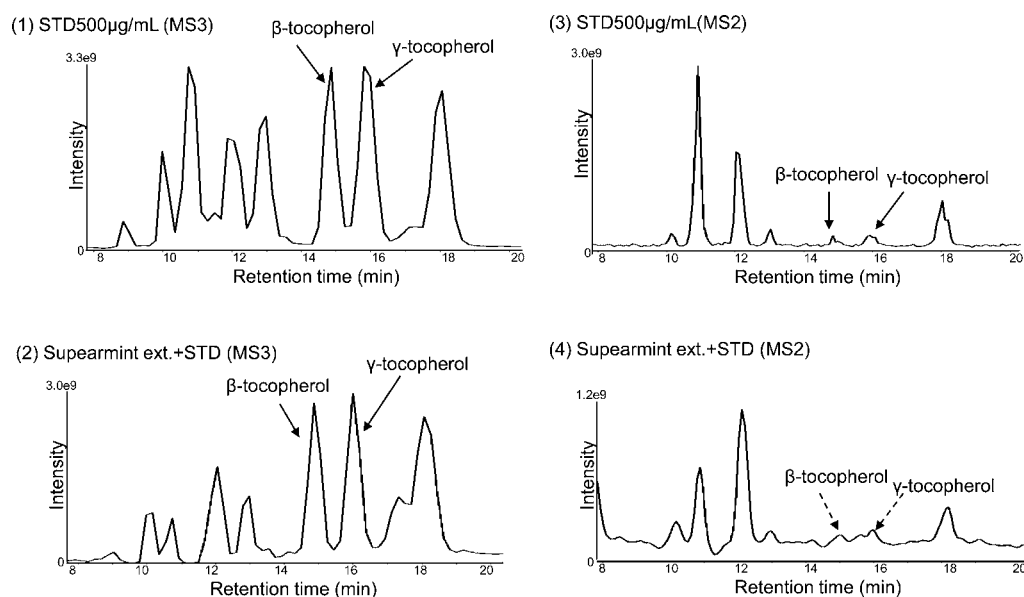 (1) STD500µg/mL (MS3)
β-tocopherol
γ-tocopherol
3.3e9
Intensity
0
8 10 12 14 16 18 20
Retention time (min)
(3) STD500µg/mL(MS2)
3.0e9
Intensity
β-tocopherol
γ-tocopherol
0
8 10 12 14 16 18 20
Retention time (min)
(2) Supearmint ext.+STD (MS3)
3.0e9
β-tocopherol
γ-tocopherol
Intensity
0
8 10 12 14 16 18 20
Retention time (min)
(4) Supearmint ext.+STD (MS2)
1.2e9
Intensity
β-tocopherol
γ-tocopherol
0
8 10 12 14 16 18 20
Retention time (min)